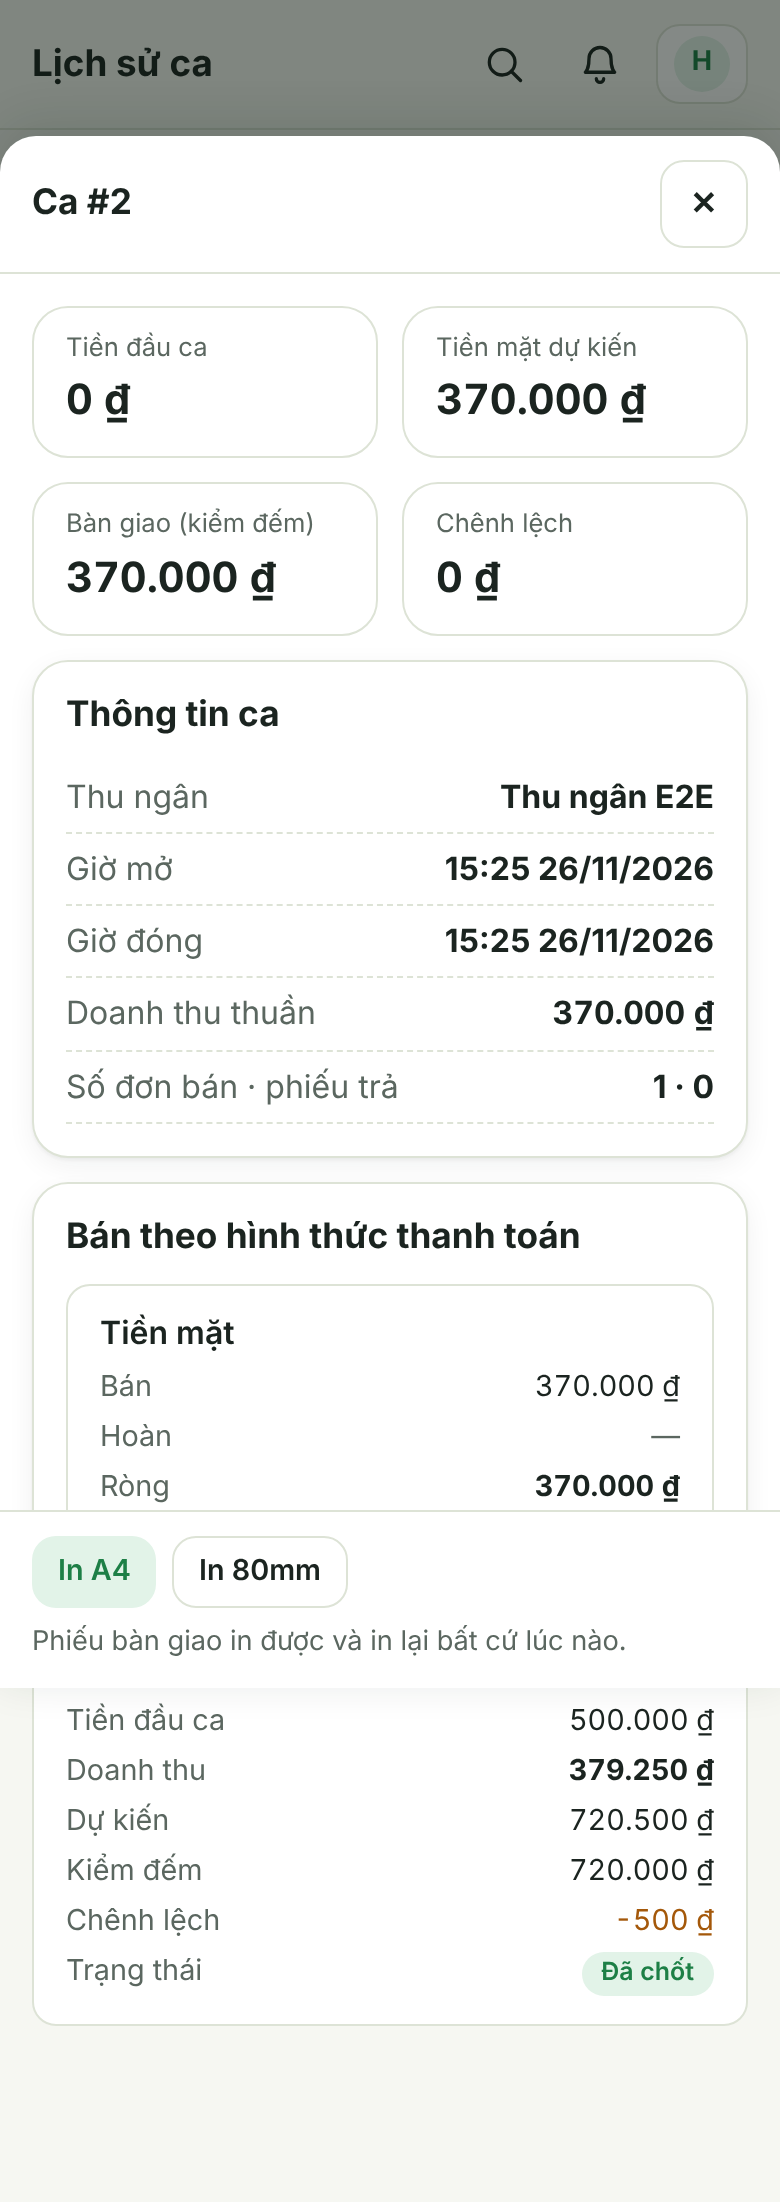 Lịch sử ca
H
Ca #2
Tiền đầu ca
0 ₫
Tiền mặt dự kiến
370.000 ₫
Bàn giao (kiểm đếm)
370.000 ₫
Chênh lệch
0 ₫
Thông tin ca
Thu ngân Thu ngân E2E
Giờ mở 15:25 26/11/2026
Giờ đóng 15:25 26/11/2026
Doanh thu thuần 370.000 ₫
Số đơn bán · phiếu trả 1 · 0
Bán theo hình thức thanh toán
Tiền mặt
Bán 370.000 ₫
Hoàn —
Ròng 370.000 ₫
In A4 In 80mm
Phiếu bàn giao in được và in lại bất cứ lúc nào.
Tiền đầu ca 500.000 ₫
Doanh thu 379.250 ₫
Dự kiến 720.500 ₫
Kiểm đếm 720.000 ₫
Chênh lệch -500 ₫
Trạng thái Đã chốt